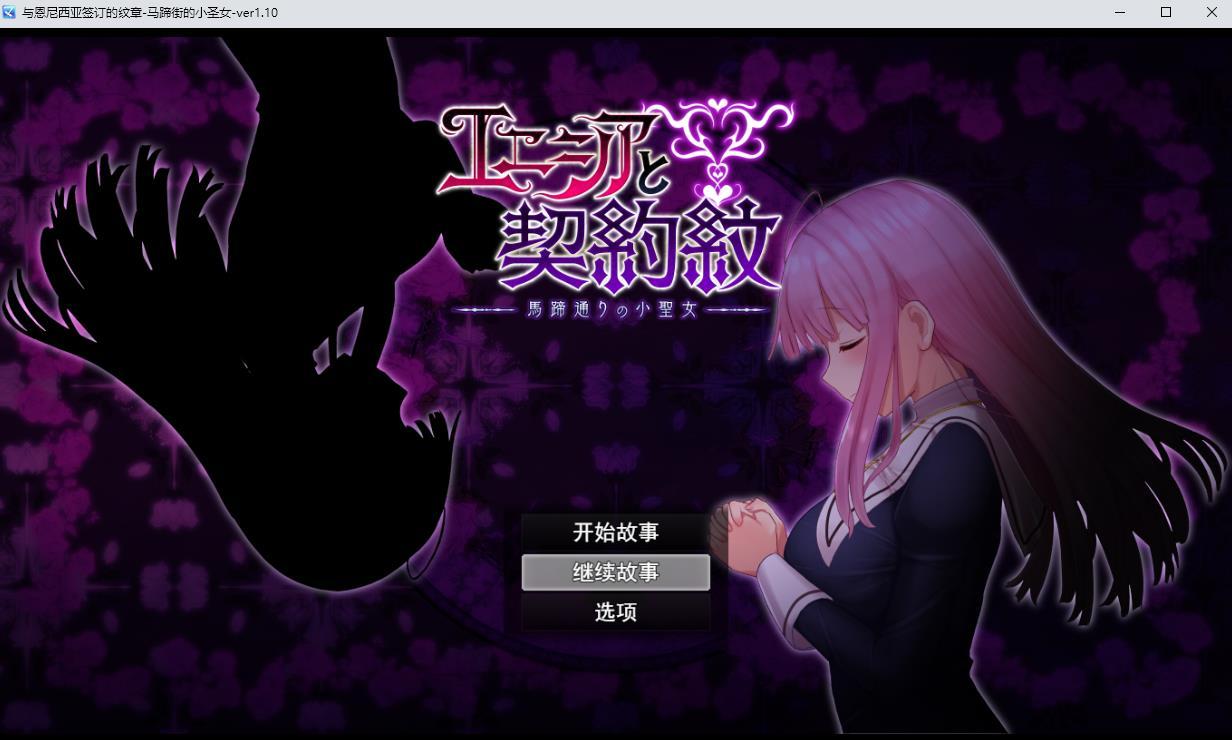 与恩尼西亚签订的纹章-马蹄街的小圣女-ver1.10
エニシアと
契約紋
馬蹄通りの小聖女
开始故事
继续故事
选项